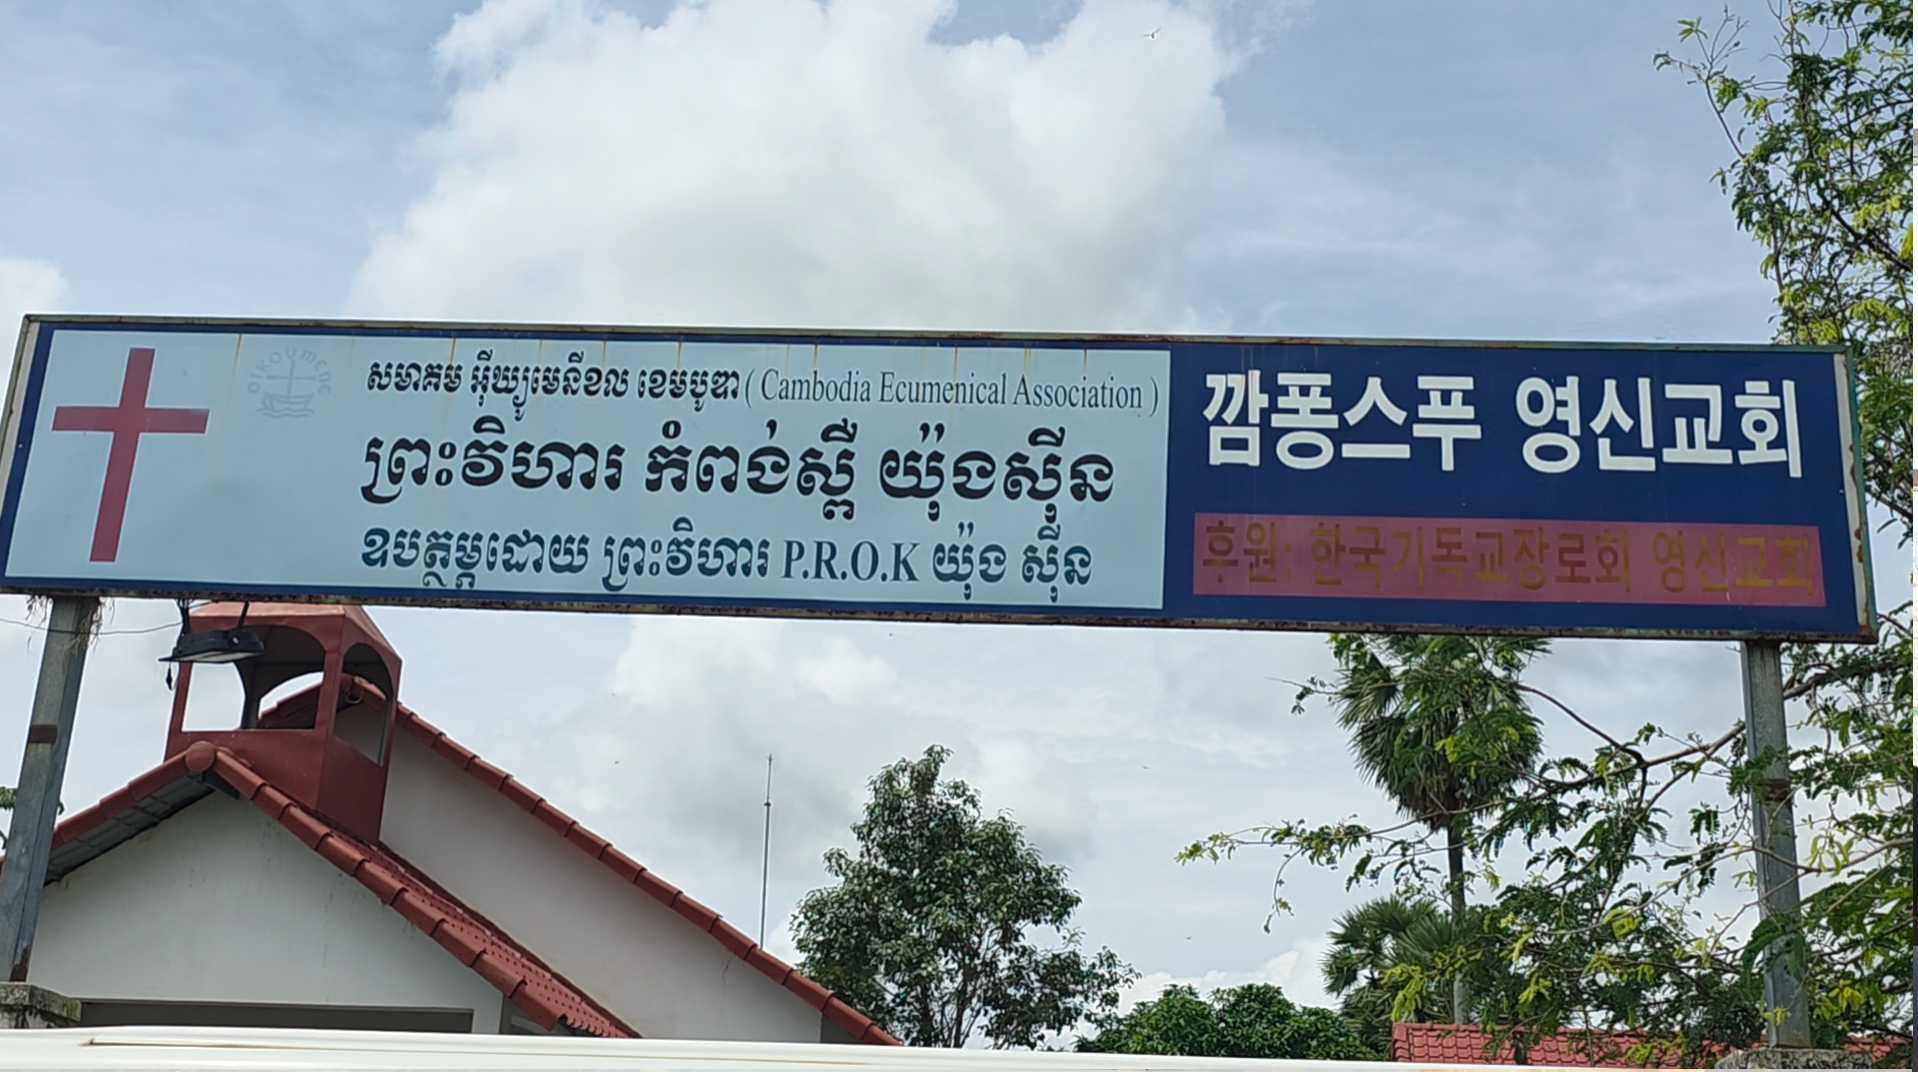 oikoumene
សមាគម អ៊ីឃ្យូមេនីខល ខេមបូឌា ( Cambodia Ecumenical Association )
ព្រះវិហារ កំពង់ស្ពឺ យ៉ុងស៊ីន
ឧបត្ថម្ភដោយ ព្រះវិហារ P.R.O.K យ៉ុង ស៊ីន
깜퐁스푸 영신교회
후원: 한국기독교장로회 영신교회